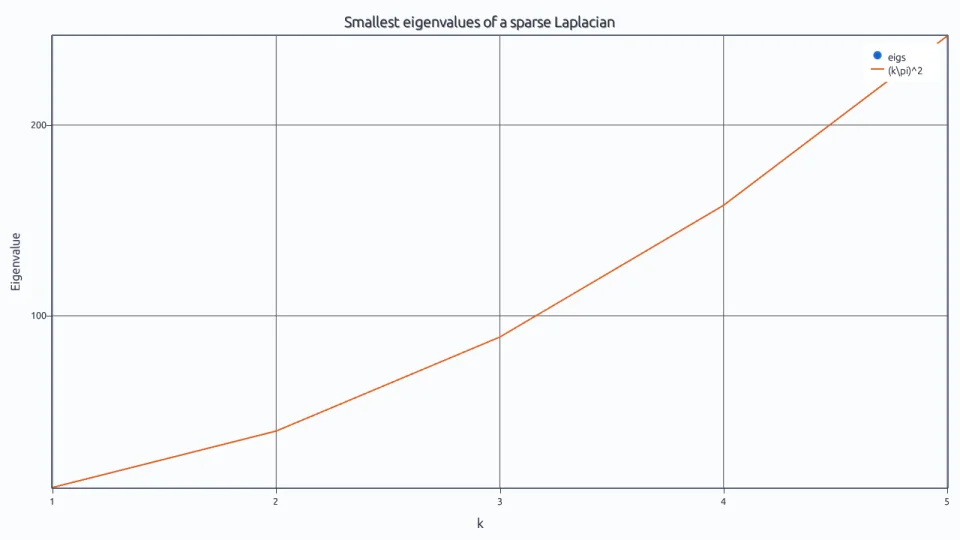 Smallest eigenvalues of a sparse Laplacian
eigs
(k\pi)^2
200
100
Eigenvalue
1
2
3
4
5
k